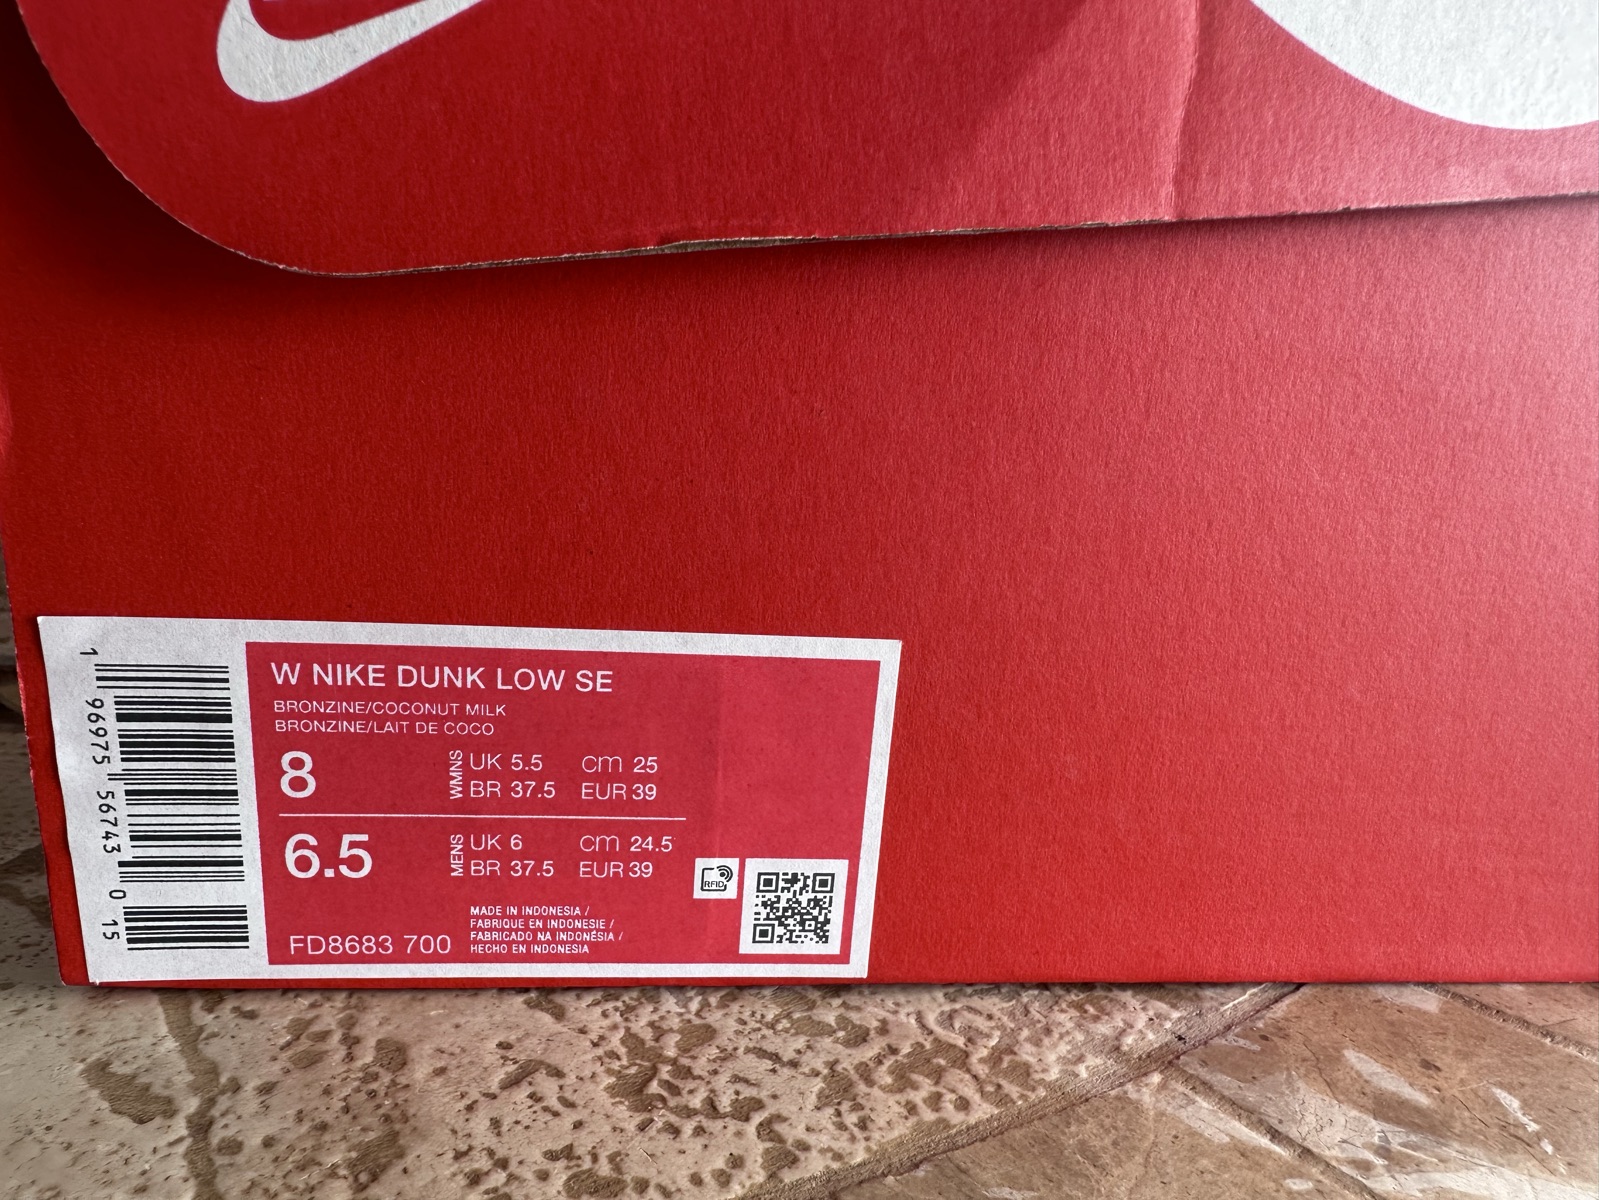 W NIKE DUNK LOW SE
BRONZINE/COCONUT MILK
BRONZINE/LAIT DE COCO
8 WMNS UK 5.5 cm 25
BR 37.5 EUR 39
6.5 MENS UK 6 cm 24.5
BR 37.5 EUR 39
RFID
FD8683 700
MADE IN INDONESIA /
FABRIQUE EN INDONESIE /
FABRICADO NA INDONÉSIA /
HECHO EN INDONESIA
1 96975 56743 0 15